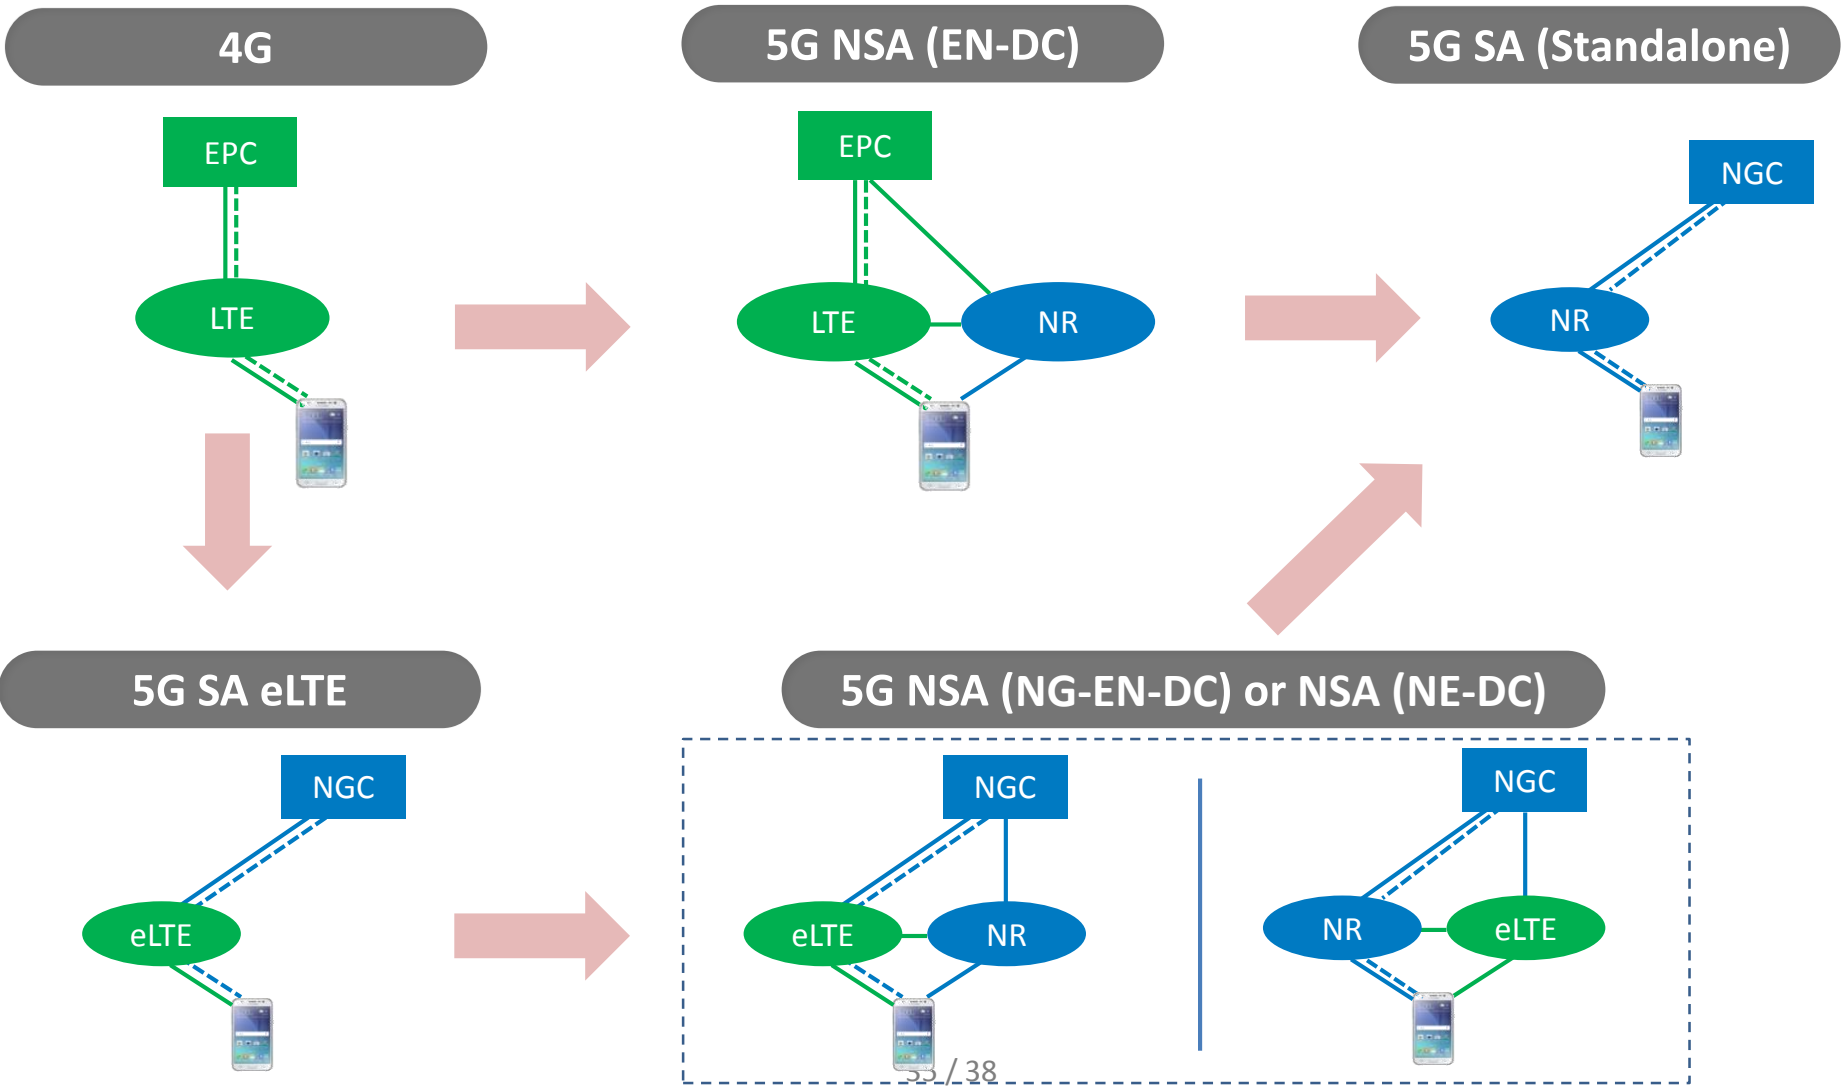 4G
5G NSA (EN-DC)
5G SA (Standalone)
EPC
EPC
NGC
LTE
LTE
NR
NR
5G SA eLTE
5G NSA (NG-EN-DC) or NSA (NE-DC)
NGC
NGC
NGC
eLTE
eLTE
NR
NR
eLTE
/ 38